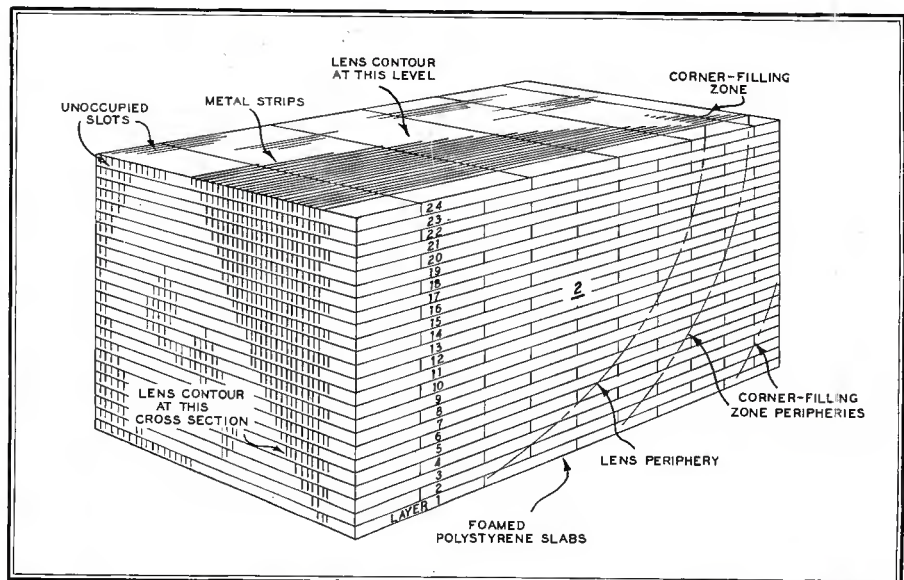 LENS CONTOUR
AT THIS LEVEL
CORNER-FILLING
ZONE
UNOCCUPIED
SLOTS
METAL STRIPS
24
23
22
21
20
19
18
17
16
15
14
13
12
11
10
9
8
7
6
5
4
3
2
LAYER 1
2
LENS CONTOUR
AT THIS
CROSS SECTION
CORNER-FILLING
ZONE PERIPHERIES
LENS PERIPHERY
FOAMED
POLYSTYRENE SLABS